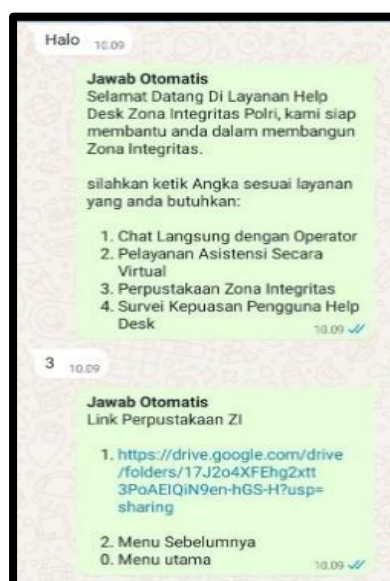 Halo 10.09
Jawab Otomatis
Selamat Datang Di Layanan Help
Desk Zona Integritas Polri, kami siap
membantu anda dalam membangun
Zona Integritas.
silahkan ketik Angka sesuai layanan
yang anda butuhkan:
1. Chat Langsung dengan Operator
2. Pelayanan Asistensi Secara
Virtual
3. Perpustakaan Zona Integritas
4. Survei Kepuasan Pengguna Help
Desk
10.09
3 10.09
Jawab Otomatis
Link Perpustakaan ZI
1. https://drive.google.com/drive
/folders/17J2o4XFEhg2xtt
3PoAEIQiN9en-hGS-H?usp=
sharing
2. Menu Sebelumnya
0. Menu utama
10.09